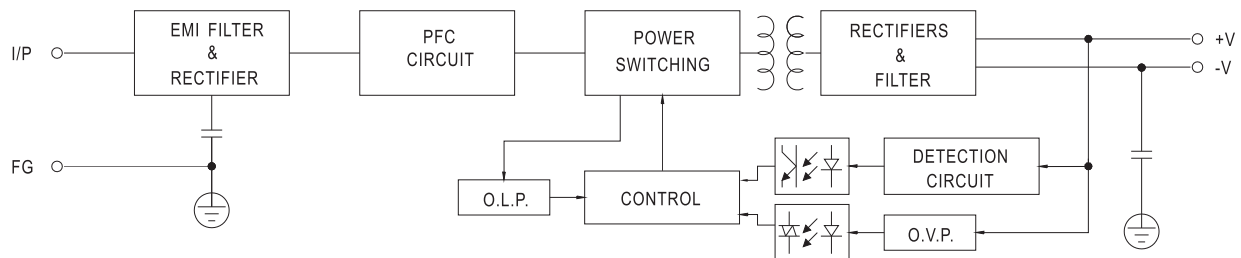 I/P
EMI FILTER
&
RECTIFIER
PFC
CIRCUIT
POWER
SWITCHING
RECTIFIERS
&
FILTER
+V
-V
FG
O.L.P.
CONTROL
DETECTION
CIRCUIT
O.V.P.